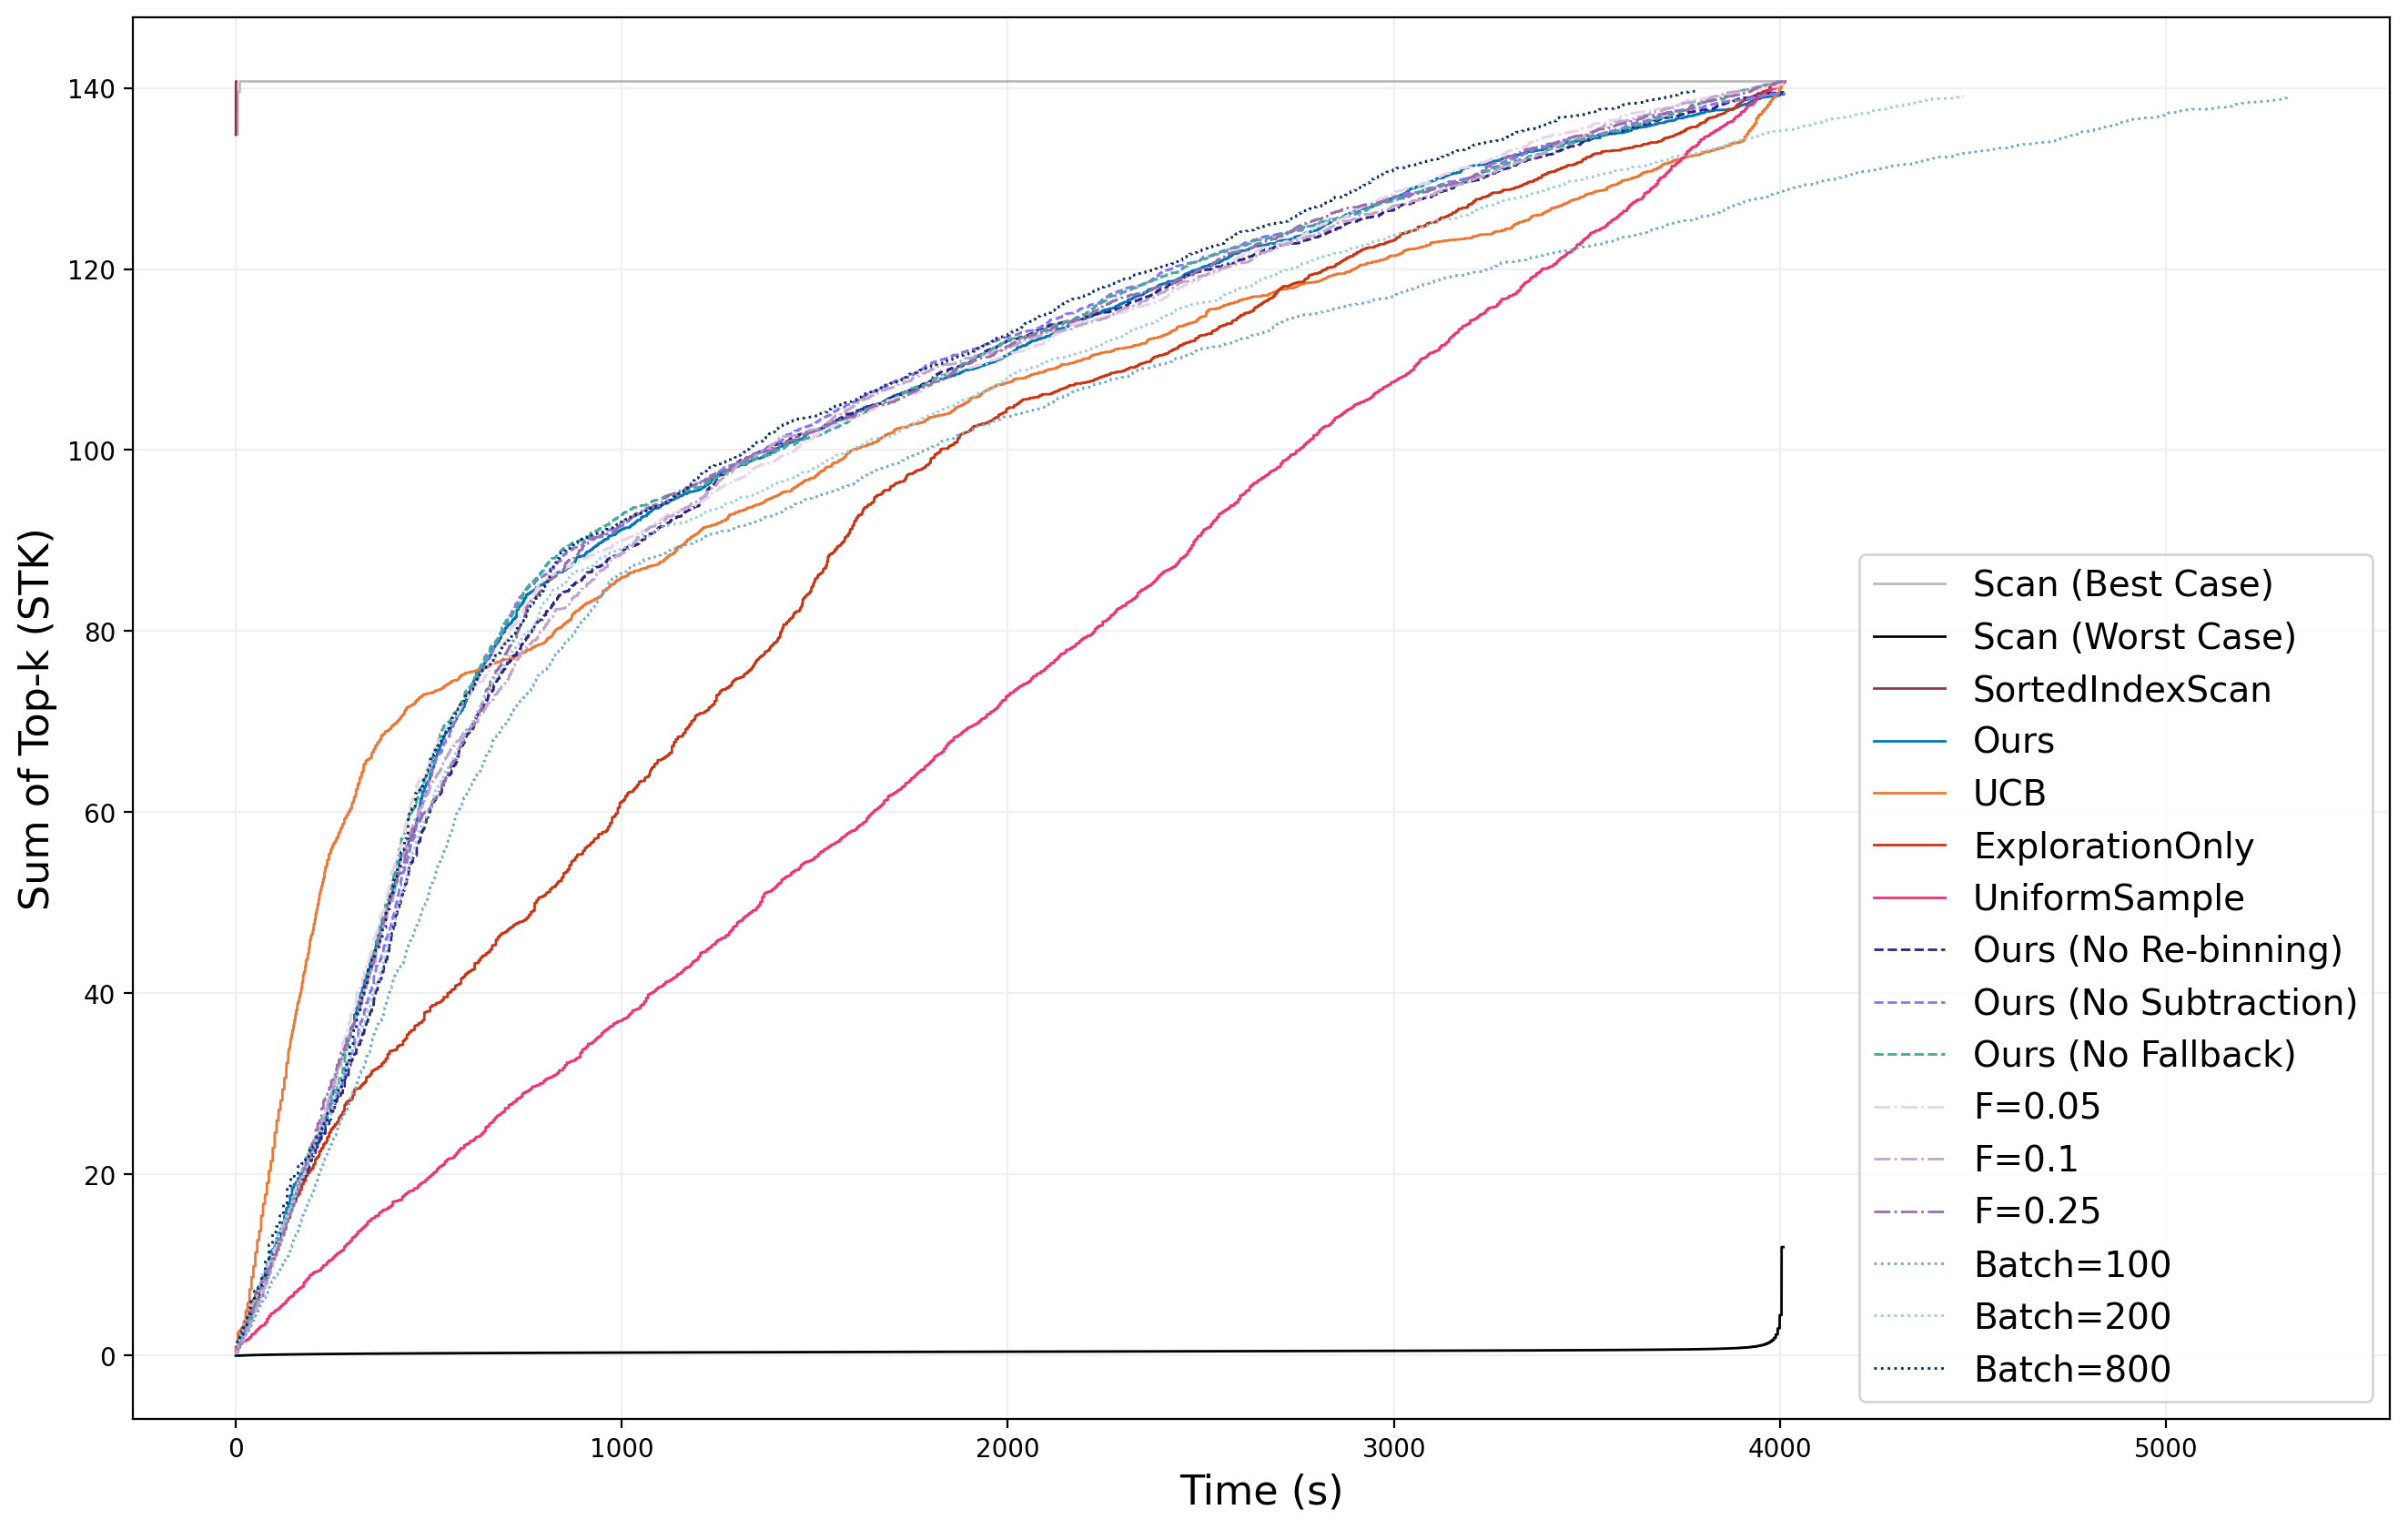 Sum of Top-k (STK)
140
120
100
80
60
40
20
0
0 1000 2000 3000 4000 5000
Time (s)
Scan (Best Case)
Scan (Worst Case)
SortedIndexScan
Ours
UCB
ExplorationOnly
UniformSample
Ours (No Re-binning)
Ours (No Subtraction)
Ours (No Fallback)
F=0.05
F=0.1
F=0.25
Batch=100
Batch=200
Batch=800